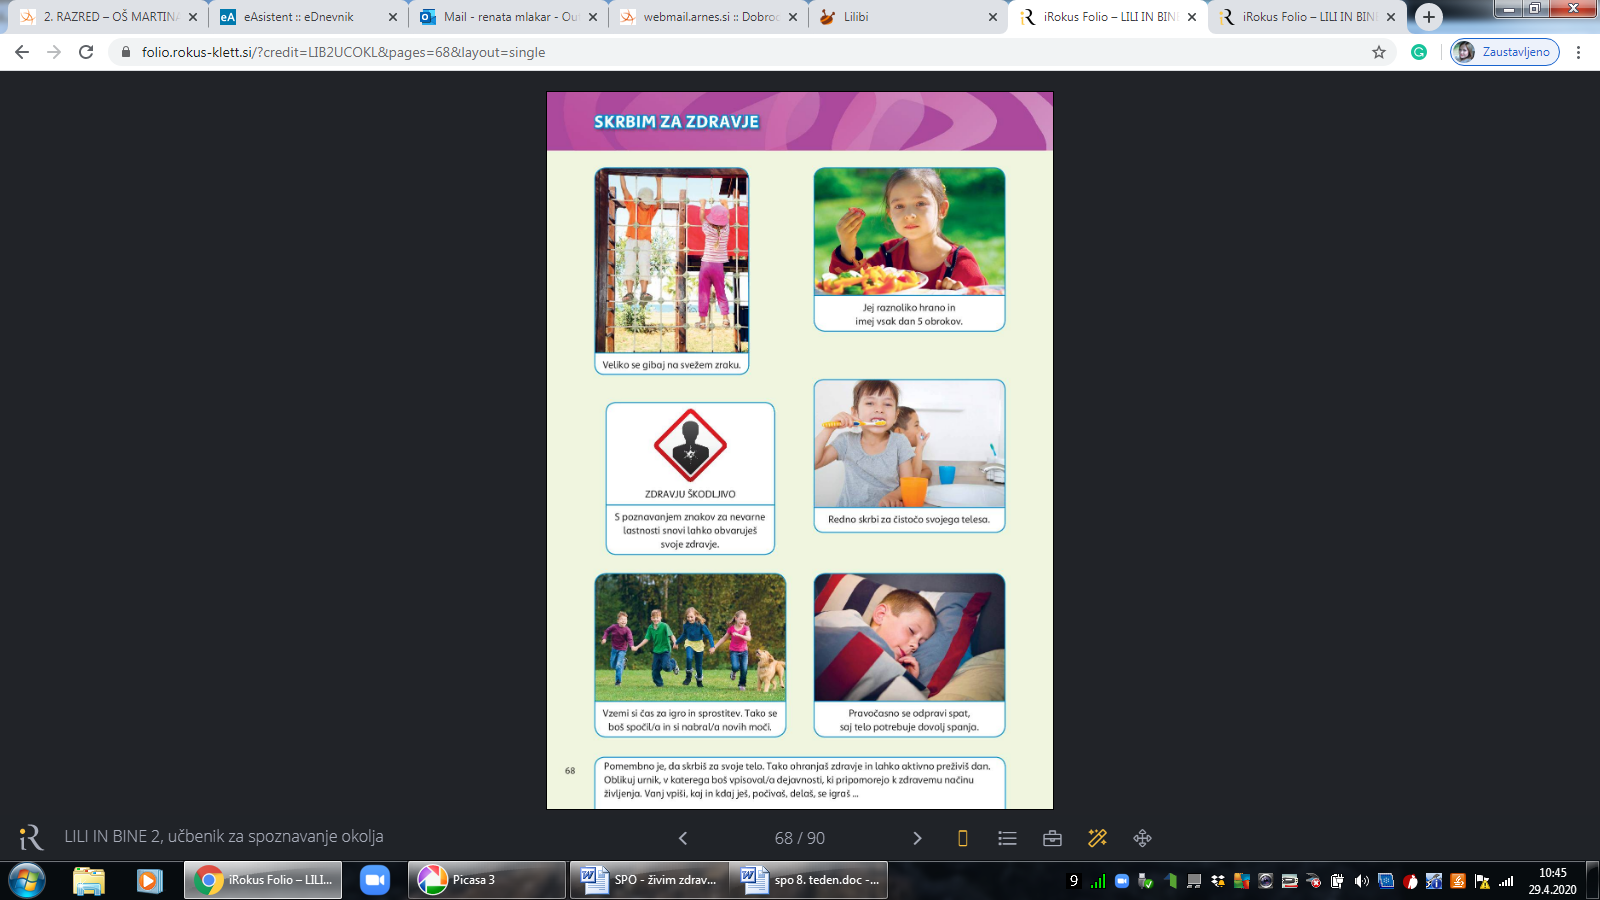 2. RAZRED – OŠ MARTINA
eAsistent :: eDnevnik
Mail - renata mlakar - Ou
webmail.arnes.si :: Dobroo
Lilibi
iRokus Folio – LILI IN BINE
iRokus Folio – LILI IN BINE
folio.rokus-klett.si/?credit=LIB2UCOKL&pages=68&layout=single
Zaustavljeno
SKRBIM ZA ZDRAVJE
Veliko se gibaj na svežem zraku.
Jej raznoliko hrano in
imej vsak dan 5 obrokov.
ZDRAVJU ŠKODLJIVO
S poznavanjem znakov za nevarne
lastnosti snovi lahko obvaruješ
svoje zdravje.
Redno skrbi za čistočo svojega telesa.
Vzemi si čas za igro in sprostitev. Tako se
boš spočil/a in si nabral/a novih moči.
Pravočasno se odpravi spat,
saj telo potrebuje dovolj spanja.
68
Pomembno je, da skrbiš za svoje telo. Tako ohranjaš zdravje in lahko aktivno preživiš dan.
Oblikuj urnik, v katerega boš vpisoval/a dejavnosti, ki pripomorejo k zdravemu načinu
življenja. Vanj vpiši, kaj in kdaj ješ, počivaš, delaš, se igraš ...
iR
LILI IN BINE 2, učbenik za spoznavanje okolja
68 / 90
iRokus Folio – LILI...
Picasa 3
SPO - živim zdrav...
spo 8. teden.doc -...
9
10:45
29.4.2020